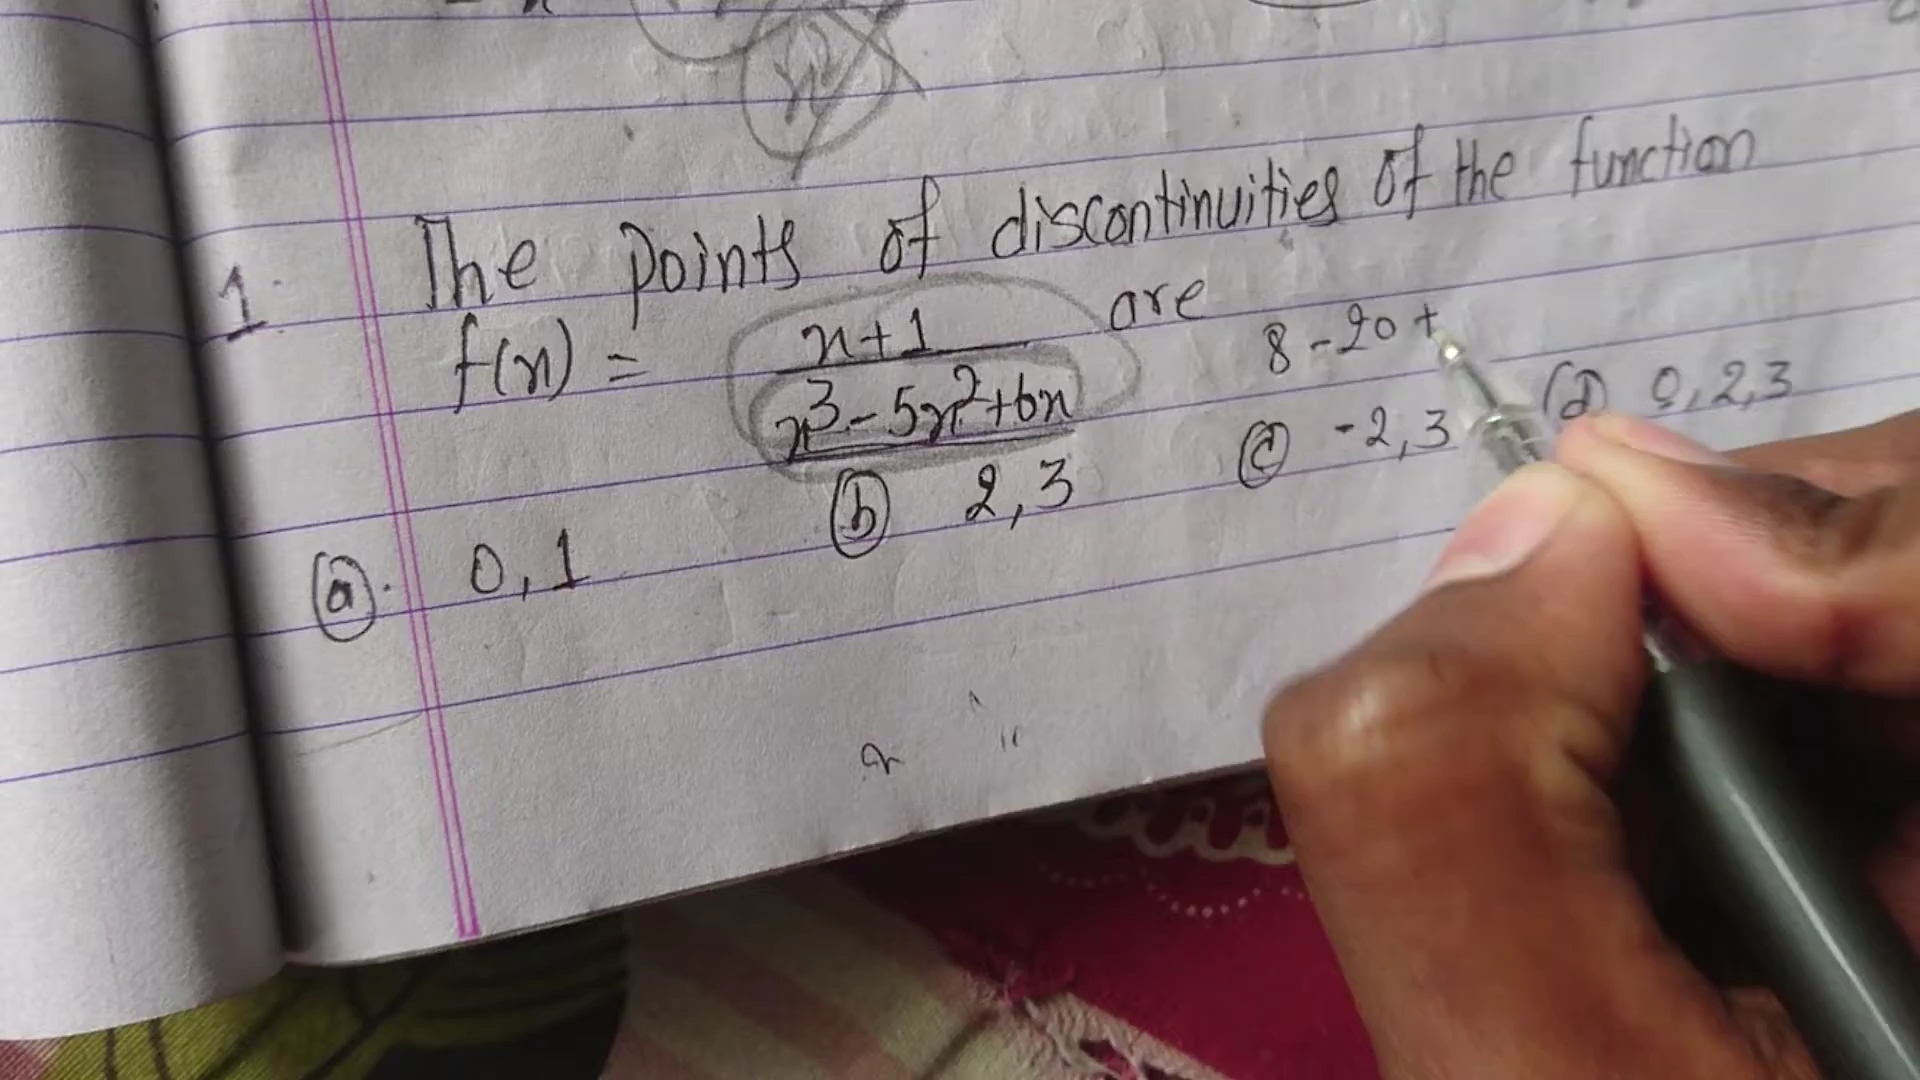 1. The points of discontinuities of the function
f(x) = x+1 / x³-5x²+6x are
8-20+
(a). 0, 1 (b) 2, 3 (c) -2, 3 (d) 0, 2, 3